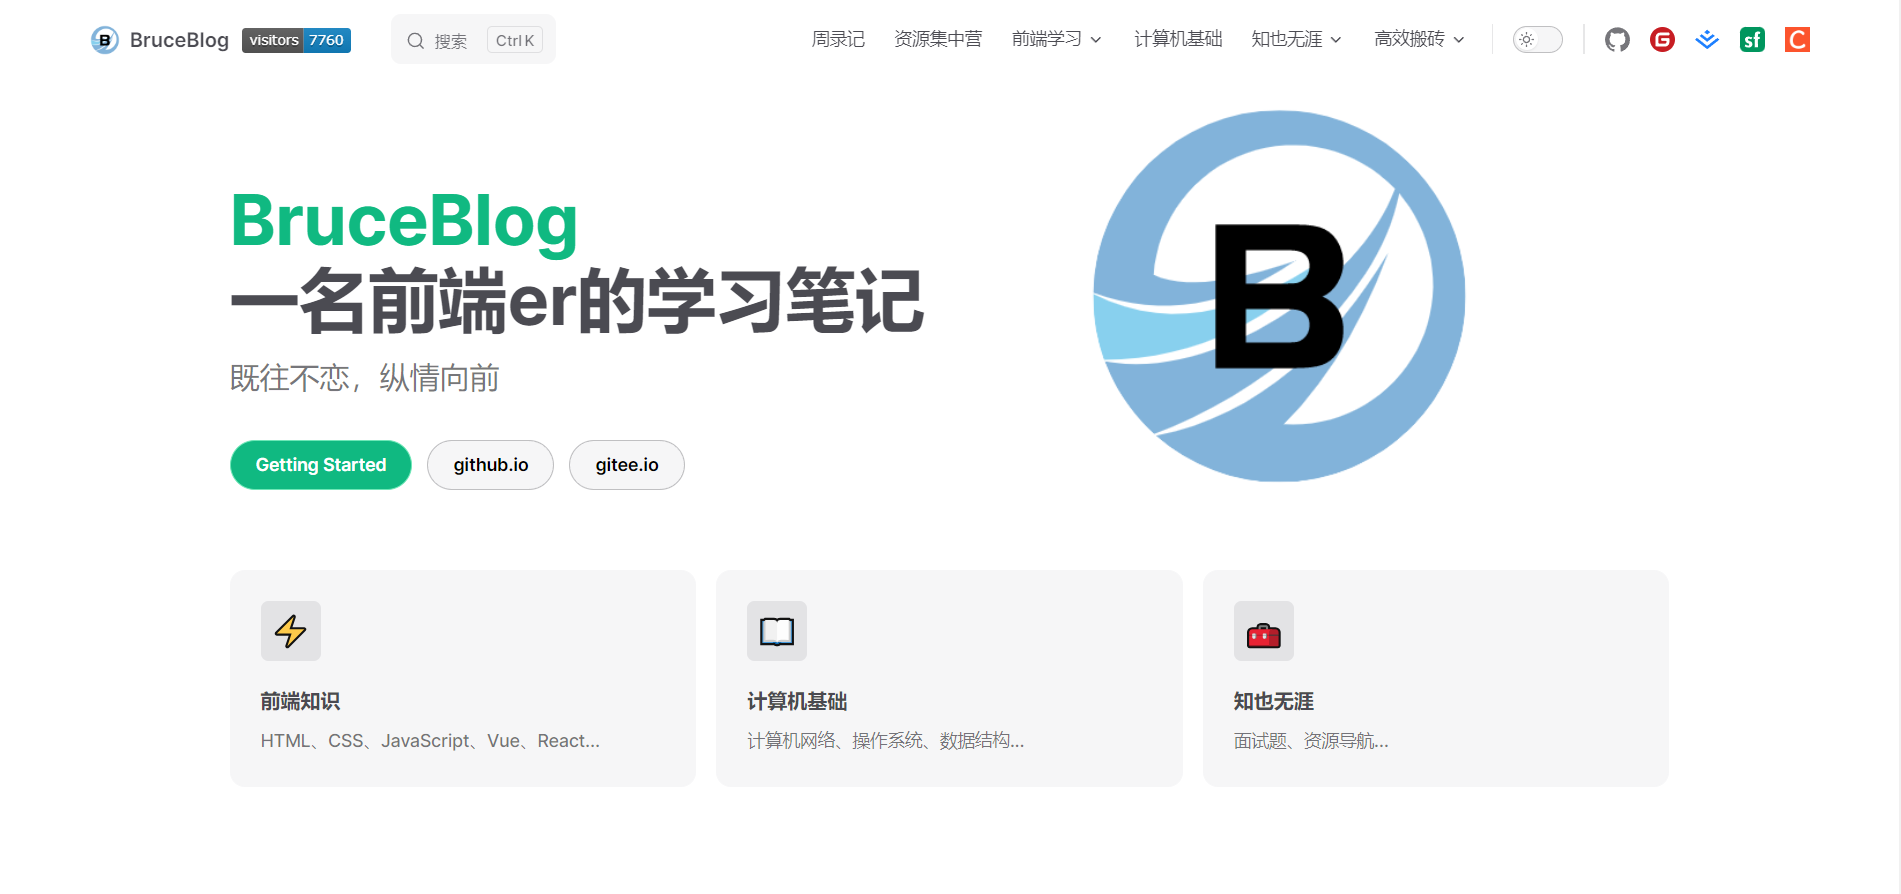 BruceBlog visitors 7760 搜索 Ctrl K 周录记 资源集中营 前端学习 计算机基础 知也无涯 高效搬砖
BruceBlog
一名前端er的学习笔记
既往不恋，纵情向前
Getting Started github.io gitee.io
前端知识
HTML、CSS、JavaScript、Vue、React...
计算机基础
计算机网络、操作系统、数据结构...
知也无涯
面试题、资源导航...
B